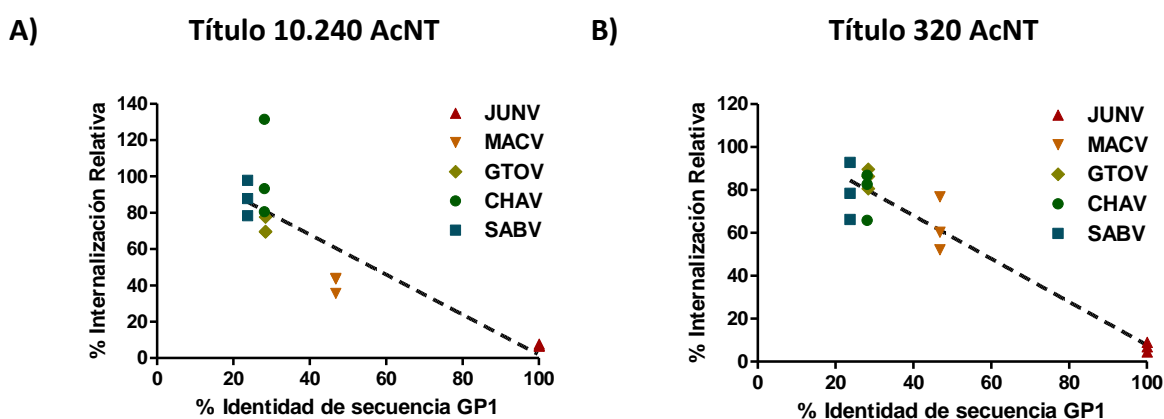 A)
Título 10.240 AcNT
% Internalización Relativa
140
120
100
80
60
40
20
0
0 20 40 60 80 100
% Identidad de secuencia GP1
JUNV
MACV
GTOV
CHAV
SABV
B)
Título 320 AcNT
% Internalización Relativa
120
100
80
60
40
20
0
0 20 40 60 80 100
% Identidad de secuencia GP1
JUNV
MACV
GTOV
CHAV
SABV